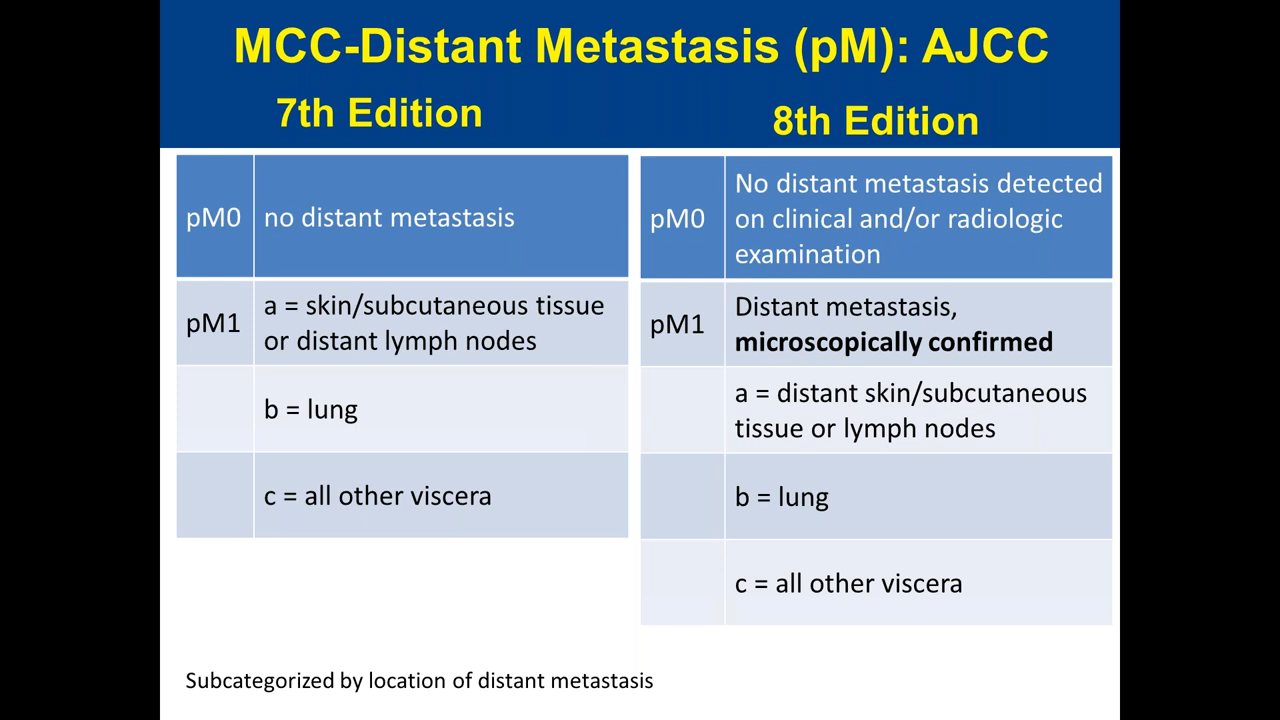 MCC-Distant Metastasis (pM): AJCC
7th Edition
8th Edition
pM0
no distant metastasis
pM1
a = skin/subcutaneous tissue
or distant lymph nodes
b = lung
c = all other viscera
pM0
No distant metastasis detected
on clinical and/or radiologic
examination
pM1
Distant metastasis,
microscopically confirmed
a = distant skin/subcutaneous
tissue or lymph nodes
b = lung
c = all other viscera
Subcategorized by location of distant metastasis